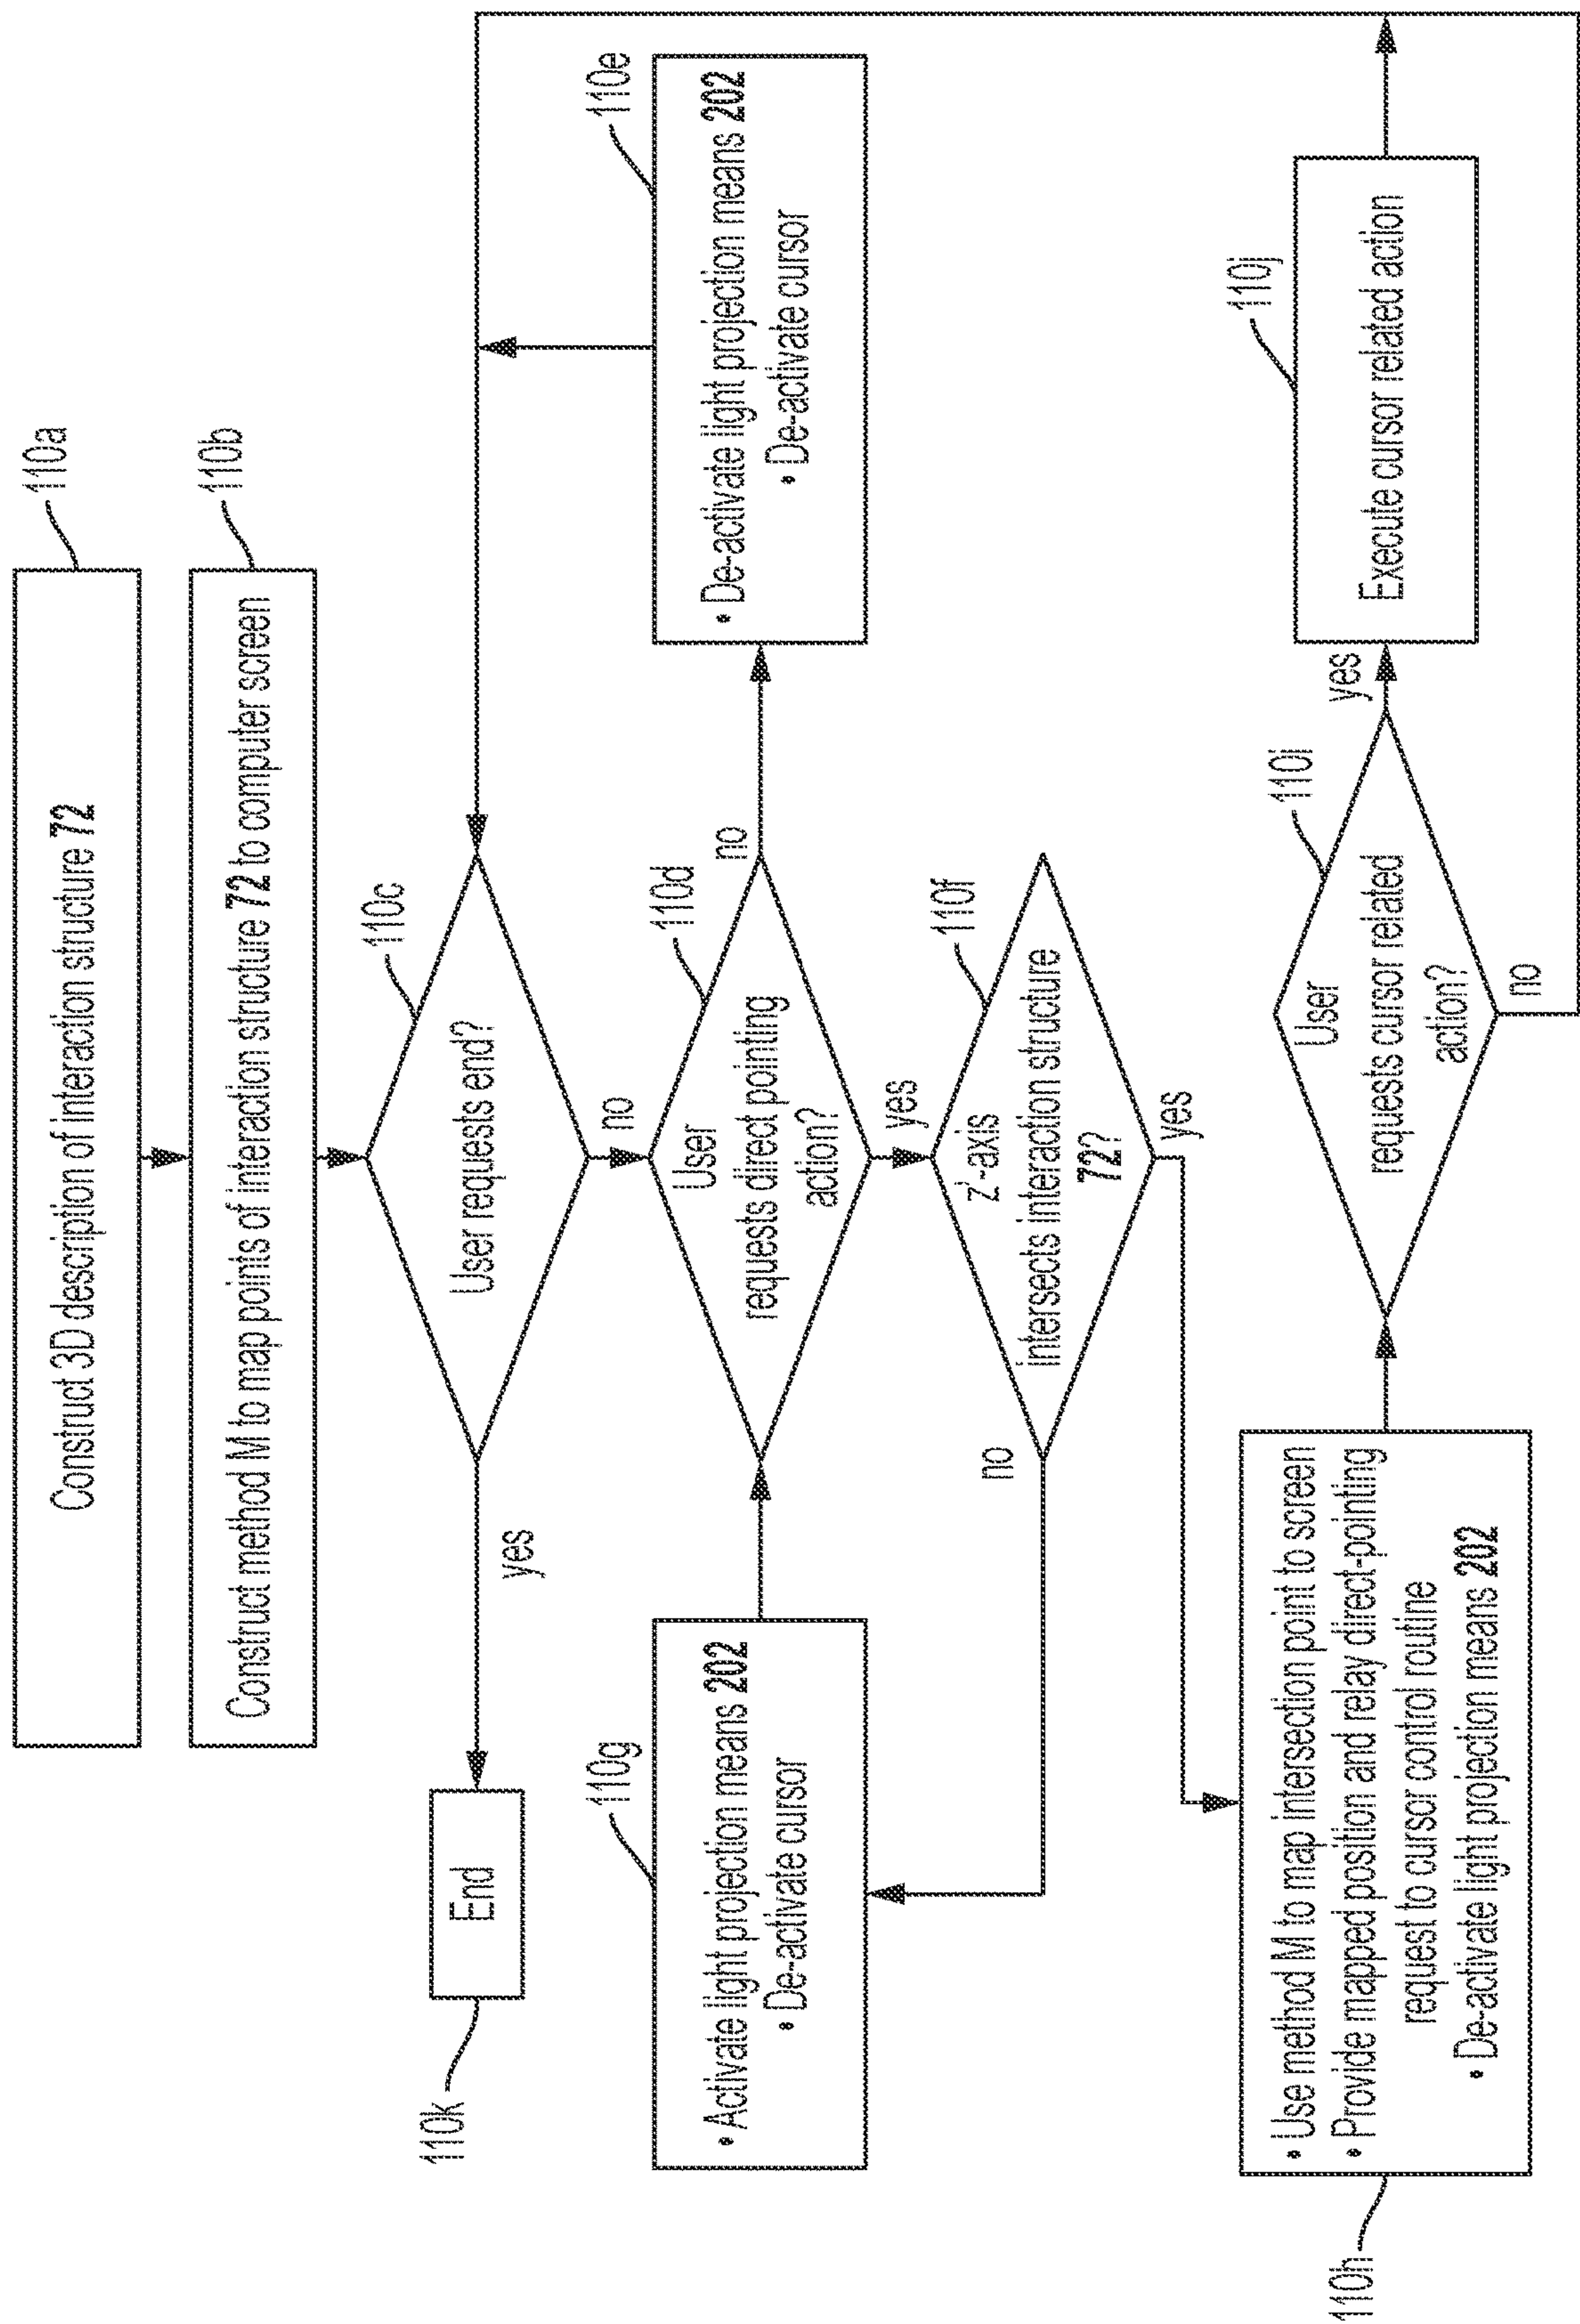 110a
Construct 3D description of interaction structure 72
110b
Construct method M to map points of interaction structure 72 to computer screen
110c
User requests end?
yes
no
End
110k
110d
User
requests direct pointing
action?
no
yes
110e
• De-activate light projection means 202
• De-activate cursor
110f
z'-axis
intersects interaction structure
72?
no
yes
110g
• Activate light projection means 202
• De-activate cursor
110h
• Use method M to map intersection point to screen
• Provide mapped position and relay direct-pointing
request to cursor control routine
• De-activate light projection means 202
110i
User
requests cursor related
action?
yes
no
110j
Execute cursor related action